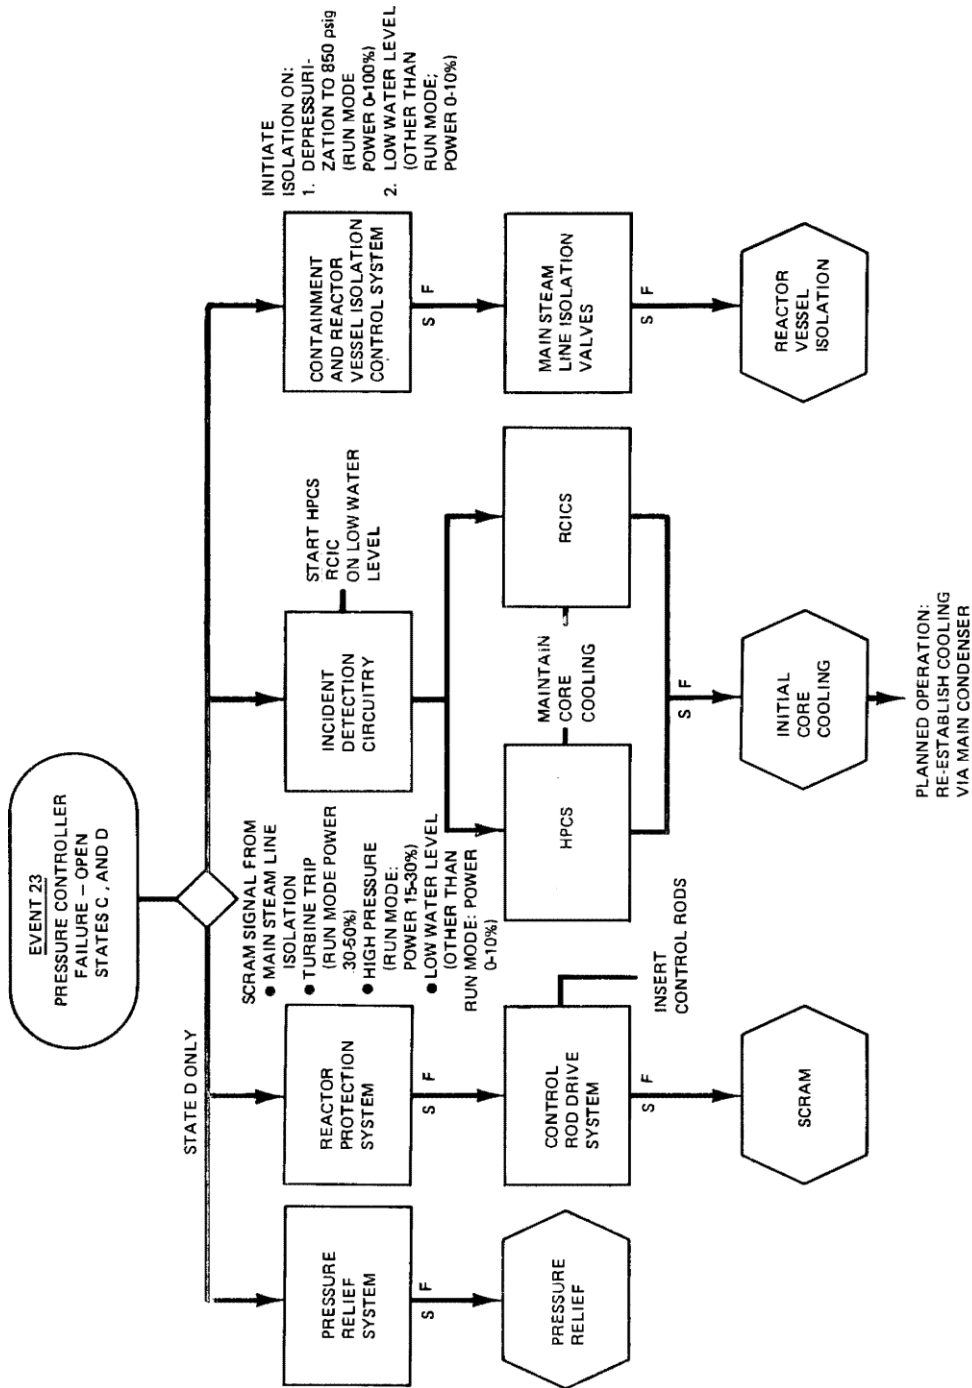 EVENT 23
PRESSURE CONTROLLER
FAILURE – OPEN
STATES C, AND D
STATE D ONLY
PRESSURE
RELIEF
SYSTEM
S F
PRESSURE
RELIEF
SCRAM SIGNAL FROM
● MAIN STEAM LINE
ISOLATION
● TURBINE TRIP
(RUN MODE POWER
30-50%)
● HIGH PRESSURE
(RUN MODE:
POWER 15-30%)
● LOW WATER LEVEL
(OTHER THAN
RUN MODE: POWER
0-10%)
REACTOR
PROTECTION
SYSTEM
S F
CONTROL
ROD DRIVE
SYSTEM
INSERT
CONTROL RODS
S F
SCRAM
INCIDENT
DETECTION
CIRCUITRY
START HPCS
RCIC
ON LOW WATER
LEVEL
HPCS
MAINTAIN
CORE
COOLING
RCICS
S F
INITIAL
CORE
COOLING
PLANNED OPERATION:
RE-ESTABLISH COOLING
VIA MAIN CONDENSER
INITIATE
ISOLATION ON:
1. DEPRESSURI-
ZATION TO 850 psig
(RUN MODE
POWER 0-100%)
2. LOW WATER LEVEL
(OTHER THAN
RUN MODE;
POWER 0-10%)
CONTAINMENT
AND REACTOR
VESSEL ISOLATION
CONTROL SYSTEM
S F
MAIN STEAM
LINE ISOLATION
VALVES
S F
REACTOR
VESSEL
ISOLATION